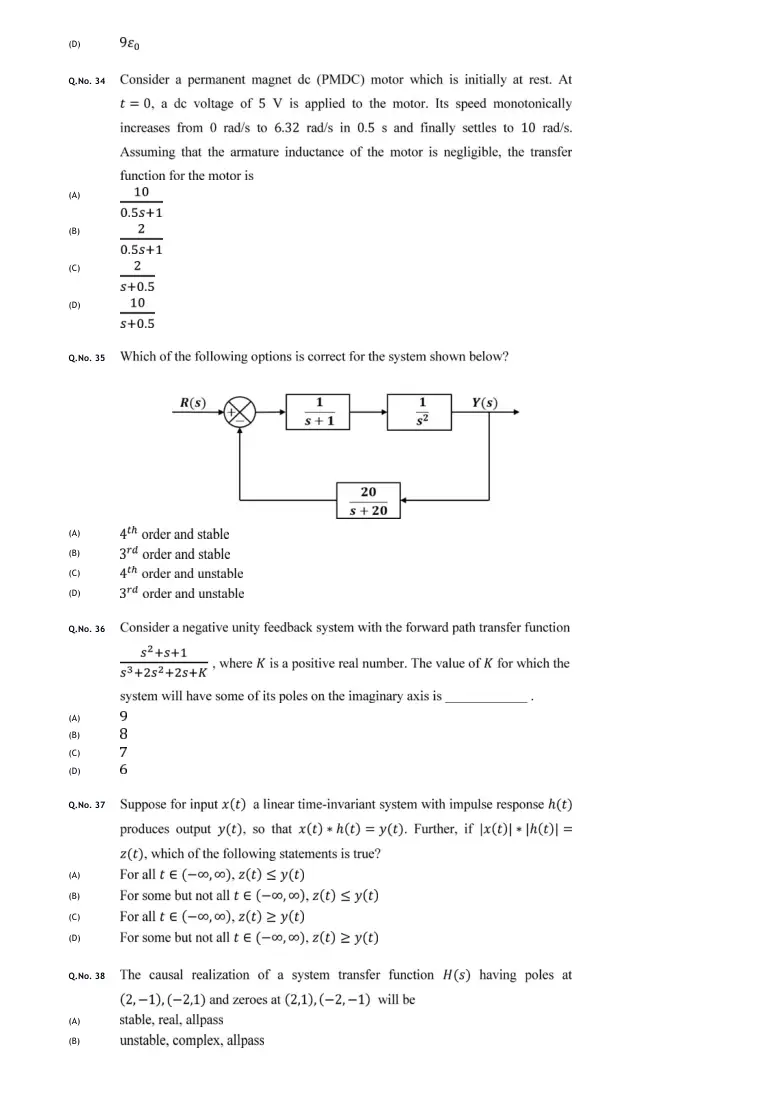 (D) 9ε₀
Q.No. 34 Consider a permanent magnet dc (PMDC) motor which is initially at rest. At
t = 0, a dc voltage of 5 V is applied to the motor. Its speed monotonically
increases from 0 rad/s to 6.32 rad/s in 0.5 s and finally settles to 10 rad/s.
Assuming that the armature inductance of the motor is negligible, the transfer
function for the motor is
(A) 10
0.5s+1
(B) 2
0.5s+1
(C) 2
s+0.5
(D) 10
s+0.5
Q.No. 35 Which of the following options is correct for the system shown below?
R(s) + − 1 1 Y(s)
s + 1 s²
20
s + 20
(A) 4ᵗʰ order and stable
(B) 3ʳᵈ order and stable
(C) 4ᵗʰ order and unstable
(D) 3ʳᵈ order and unstable
Q.No. 36 Consider a negative unity feedback system with the forward path transfer function
s²+s+1
s³+2s²+2s+K , where K is a positive real number. The value of K for which the
system will have some of its poles on the imaginary axis is ____________ .
(A) 9
(B) 8
(C) 7
(D) 6
Q.No. 37 Suppose for input x(t) a linear time-invariant system with impulse response h(t)
produces output y(t), so that x(t) ∗ h(t) = y(t). Further, if |x(t)| ∗ |h(t)| =
z(t), which of the following statements is true?
(A) For all t ∈ (−∞, ∞), z(t) ≤ y(t)
(B) For some but not all t ∈ (−∞, ∞), z(t) ≤ y(t)
(C) For all t ∈ (−∞, ∞), z(t) ≥ y(t)
(D) For some but not all t ∈ (−∞, ∞), z(t) ≥ y(t)
Q.No. 38 The causal realization of a system transfer function H(s) having poles at
(2, −1), (−2,1) and zeroes at (2,1), (−2, −1) will be
(A) stable, real, allpass
(B) unstable, complex, allpass